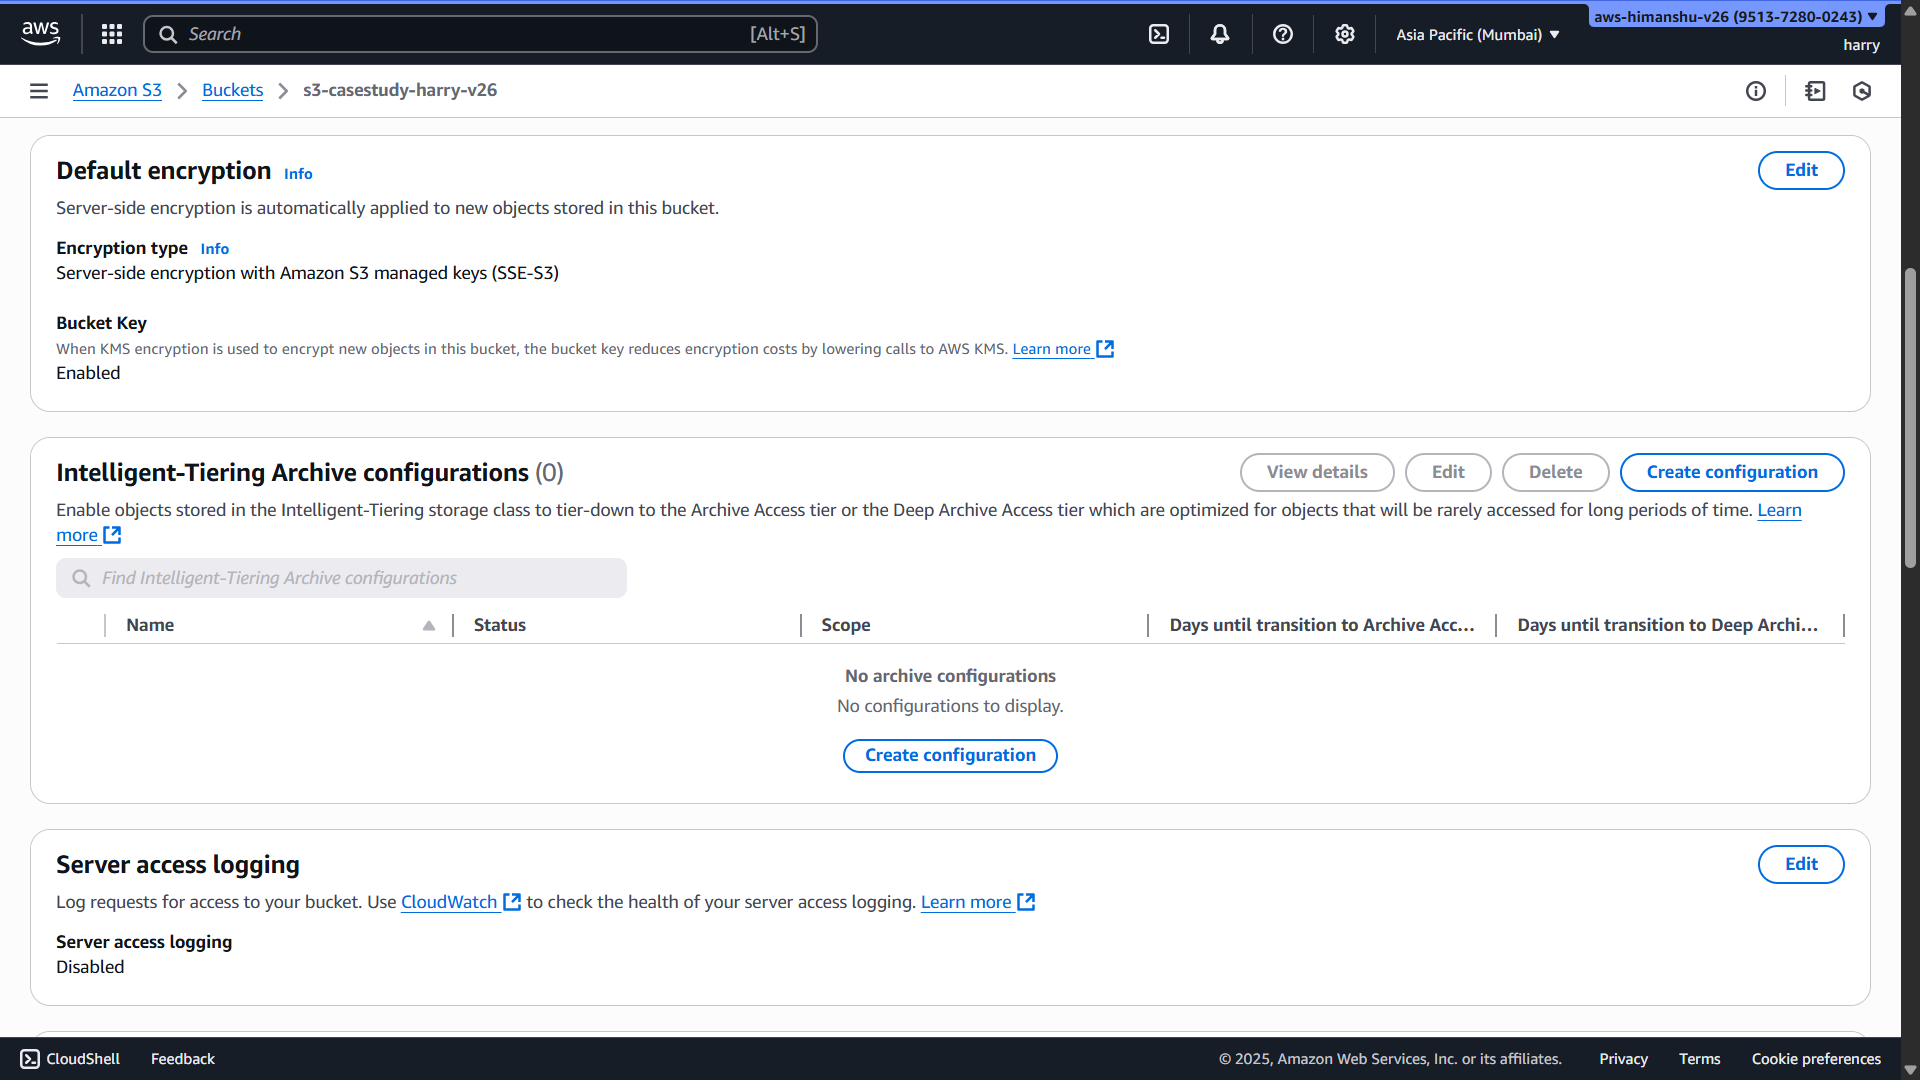 aws
Search
[Alt+S]
Asia Pacific (Mumbai)
aws-himanshu-v26 (9513-7280-0243)
harry
Amazon S3
Buckets
s3-casestudy-harry-v26
Default encryption Info
Edit
Server-side encryption is automatically applied to new objects stored in this bucket.
Encryption type Info
Server-side encryption with Amazon S3 managed keys (SSE-S3)
Bucket Key
When KMS encryption is used to encrypt new objects in this bucket, the bucket key reduces encryption costs by lowering calls to AWS KMS. Learn more
Enabled
Intelligent-Tiering Archive configurations (0)
View details
Edit
Delete
Create configuration
Enable objects stored in the Intelligent-Tiering storage class to tier-down to the Archive Access tier or the Deep Archive Access tier which are optimized for objects that will be rarely accessed for long periods of time. Learn
more
Find Intelligent-Tiering Archive configurations
Name
Status
Scope
Days until transition to Archive Acc...
Days until transition to Deep Archi...
No archive configurations
No configurations to display.
Create configuration
Server access logging
Edit
Log requests for access to your bucket. Use CloudWatch to check the health of your server access logging. Learn more
Server access logging
Disabled
CloudShell
Feedback
© 2025, Amazon Web Services, Inc. or its affiliates.
Privacy
Terms
Cookie preferences